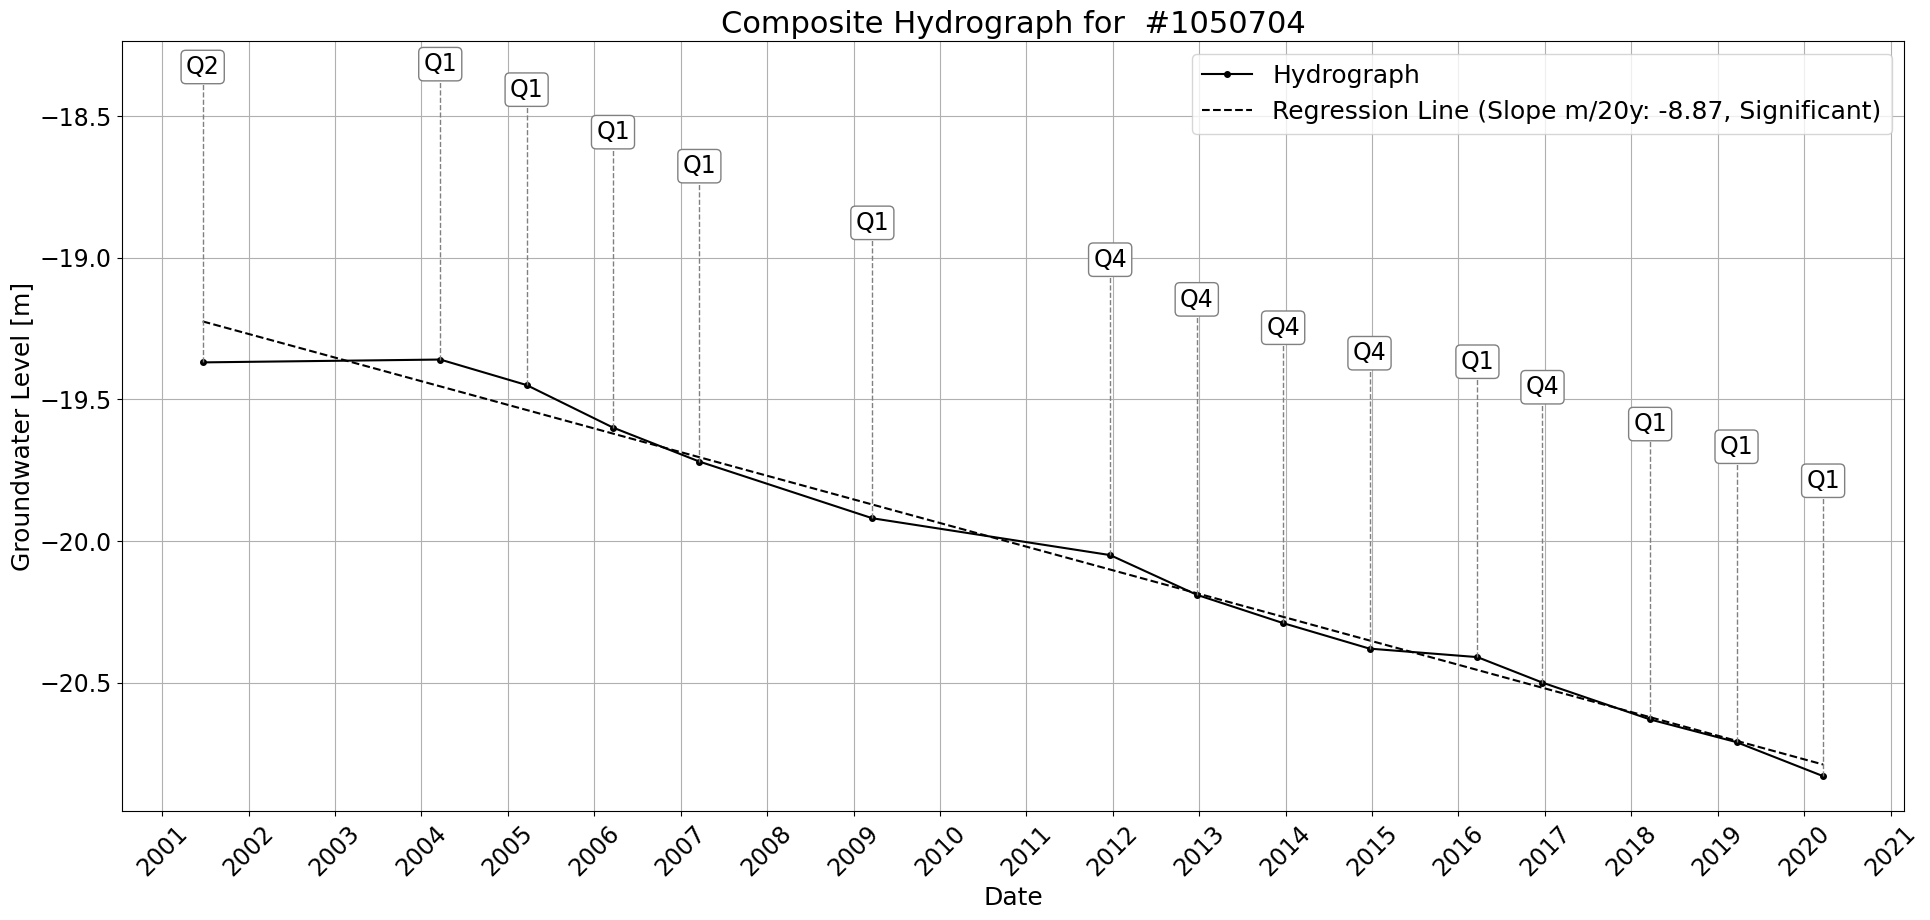 Composite Hydrograph for  #1050704
Hydrograph
Regression Line (Slope m/20y: -8.87, Significant)
Q2
Q1
Q1
Q1
Q1
Q1
Q4
Q4
Q4
Q4
Q1
Q4
Q1
Q1
Q1
Groundwater Level [m]
−18.5
−19.0
−19.5
−20.0
−20.5
2001
2002
2003
2004
2005
2006
2007
2008
2009
2010
2011
2012
2013
2014
2015
2016
2017
2018
2019
2020
2021
Date